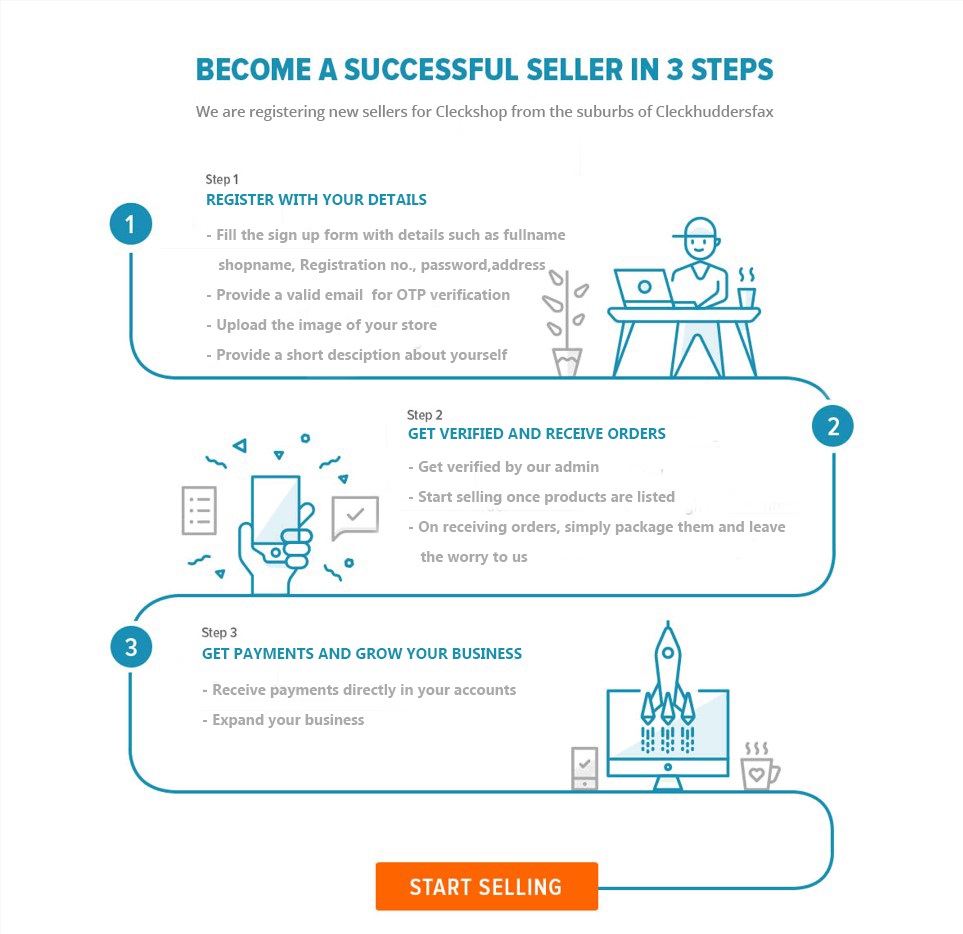 BECOME A SUCCESSFUL SELLER IN 3 STEPS
We are registering new sellers for Cleckshop from the suburbs of Cleckhuddersfax
1
Step 1
REGISTER WITH YOUR DETAILS
- Fill the sign up form with details such as fullname
shopname, Registration no., password,address
- Provide a valid email  for OTP verification
- Upload the image of your store
- Provide a short desciption about yourself
2
Step 2
GET VERIFIED AND RECEIVE ORDERS
- Get verified by our admin
- Start selling once products are listed
- On receiving orders, simply package them and leave
the worry to us
3
Step 3
GET PAYMENTS AND GROW YOUR BUSINESS
- Receive payments directly in your accounts
- Expand your business
START SELLING